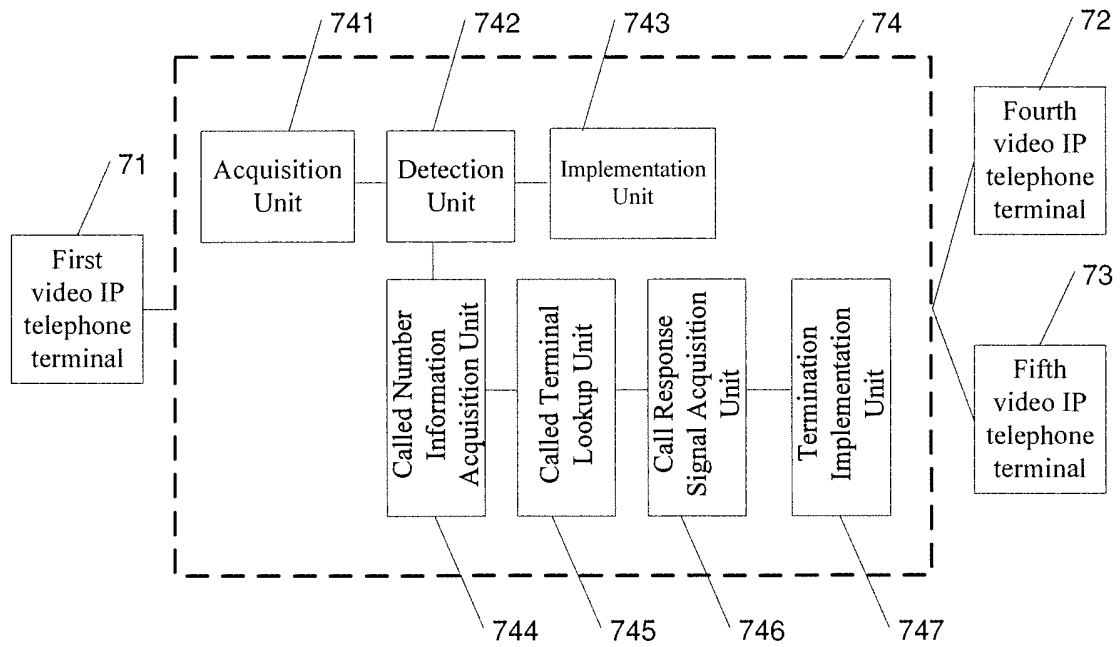 741
742
743
74
72
Fourth
video IP
telephone
terminal
71
Acquisition
Unit
Detection
Unit
Implementation
Unit
First
video IP
telephone
terminal
73
Fifth
video IP
telephone
terminal
Called Number
Information
Acquisition Unit
Called Terminal
Lookup Unit
Call Response
Signal Acquisition
Unit
Termination
Implementation
Unit
744
745
746
747